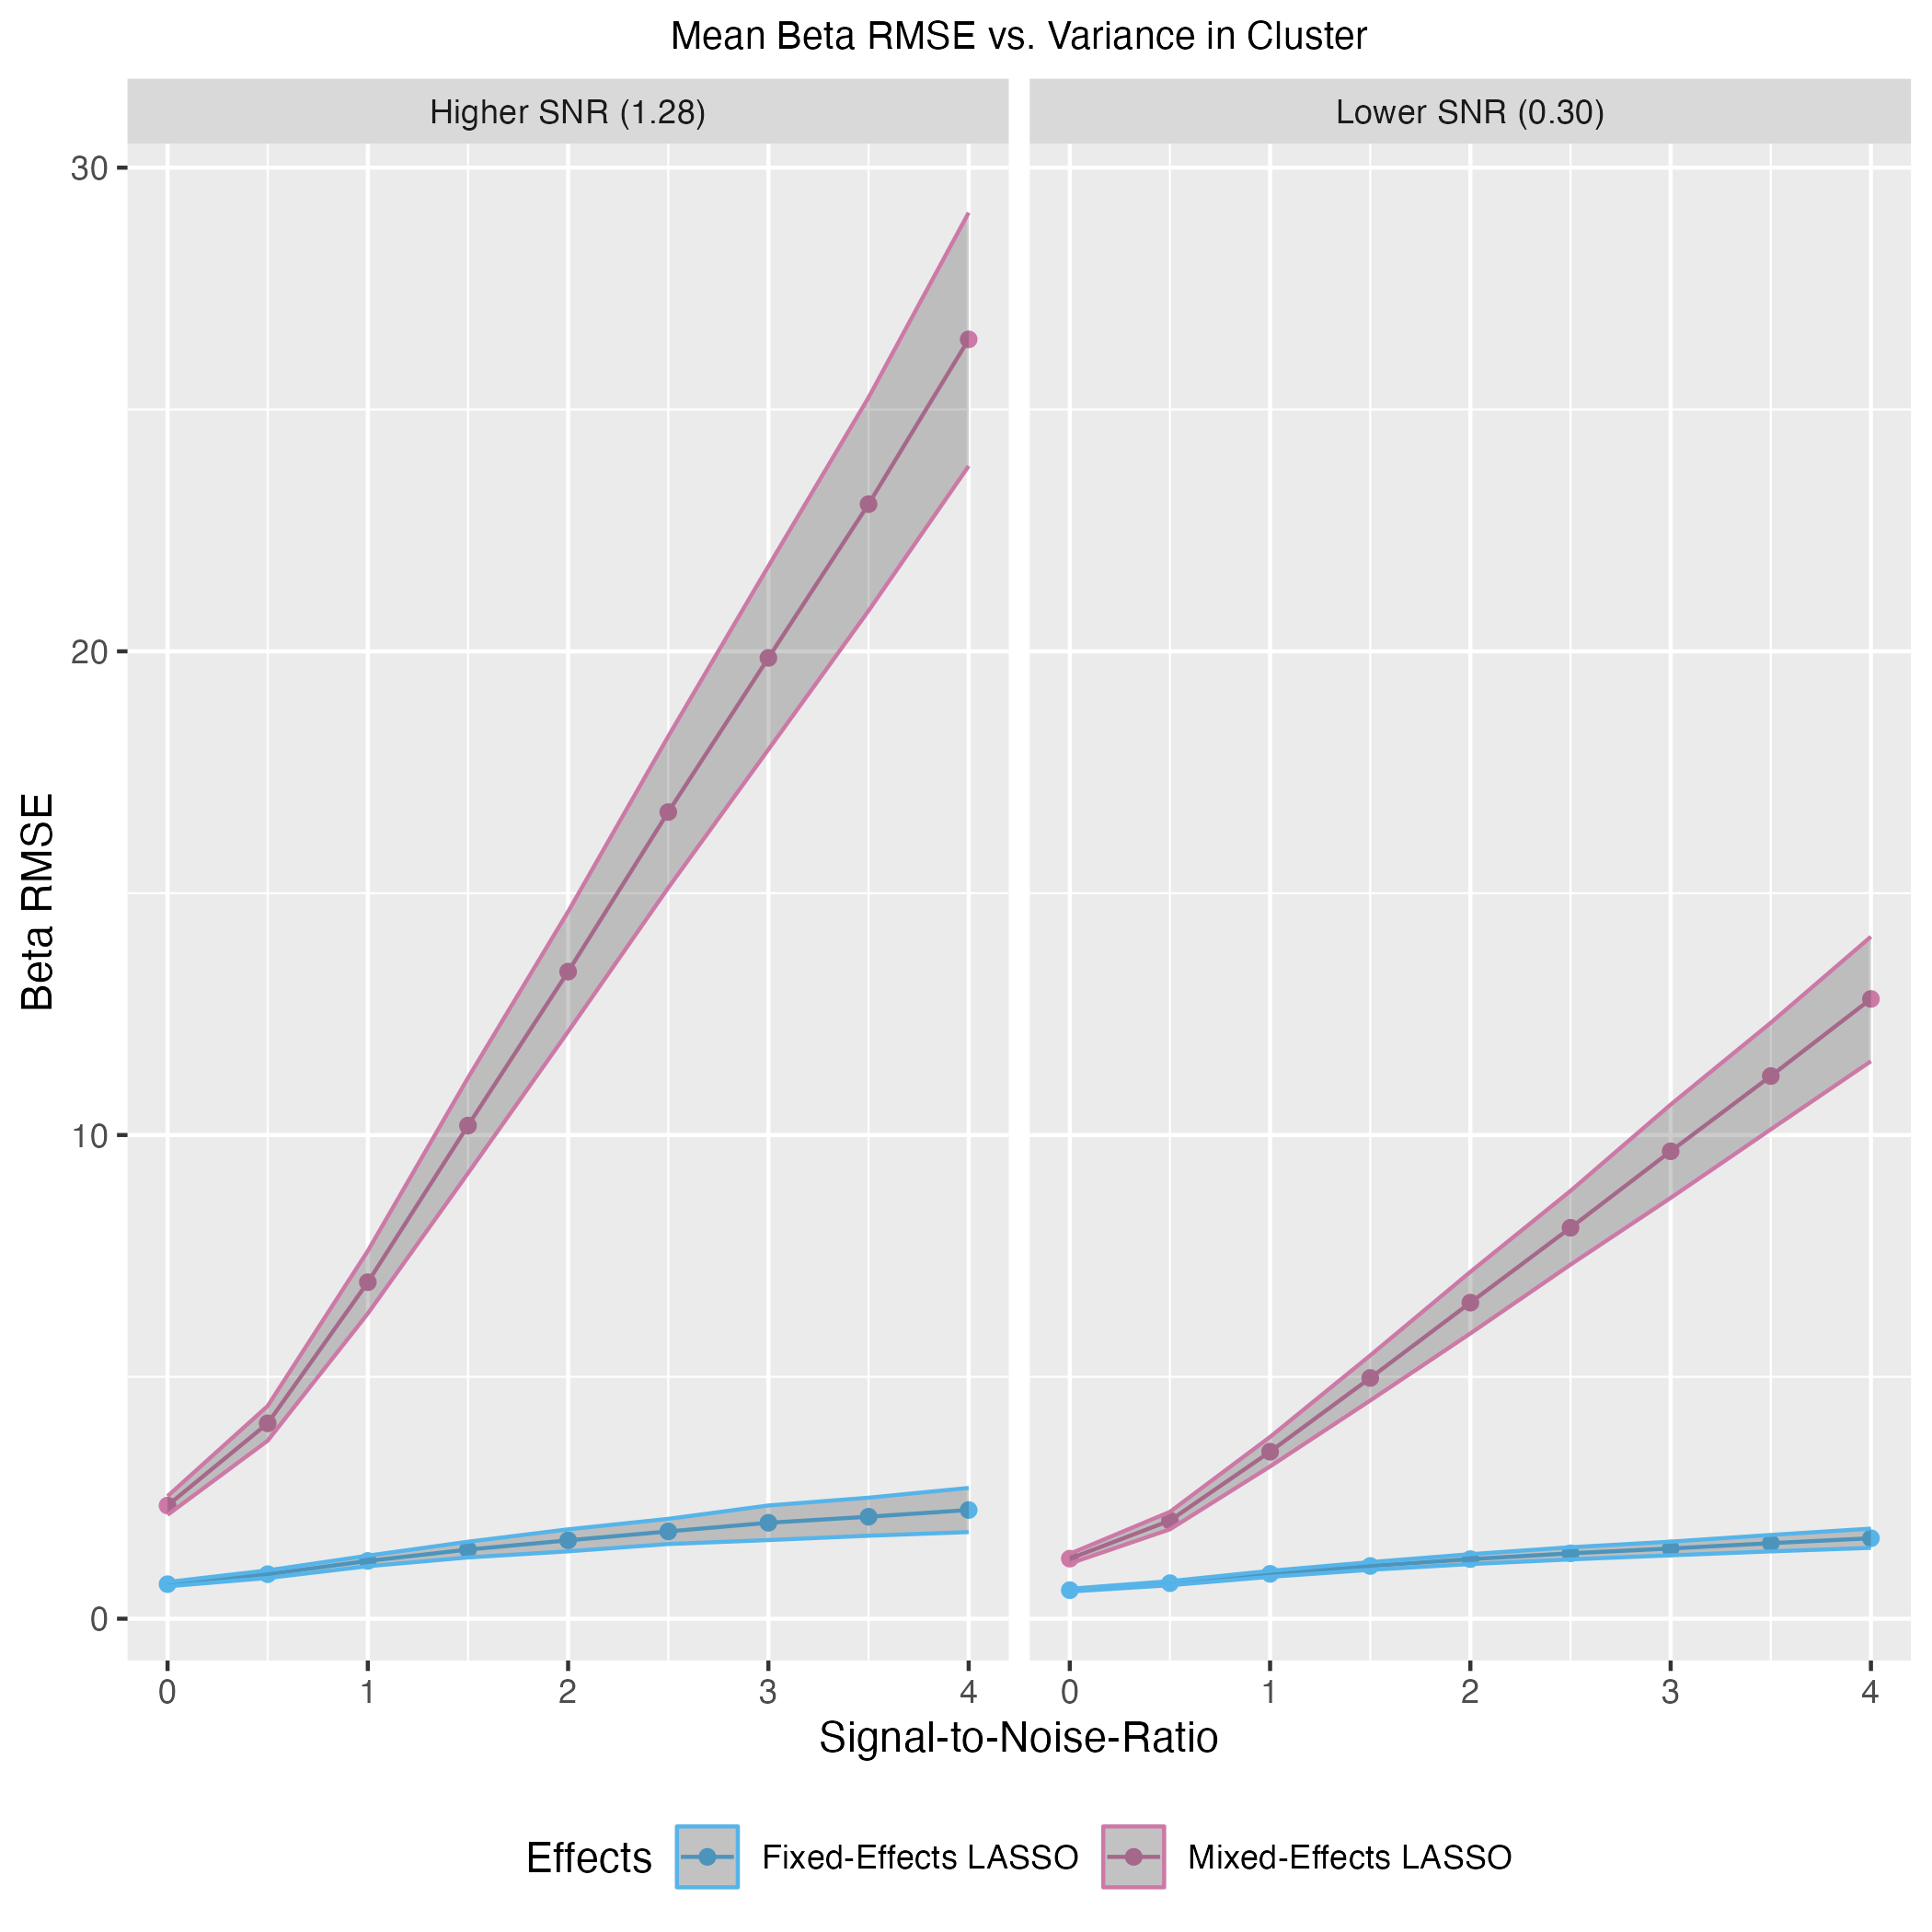 Mean Beta RMSE vs. Variance in Cluster
Higher SNR (1.28)
Lower SNR (0.30)
30
20
10
0
Beta RMSE
0 1 2 3 4
0 1 2 3 4
Signal-to-Noise-Ratio
Effects Fixed-Effects LASSO Mixed-Effects LASSO